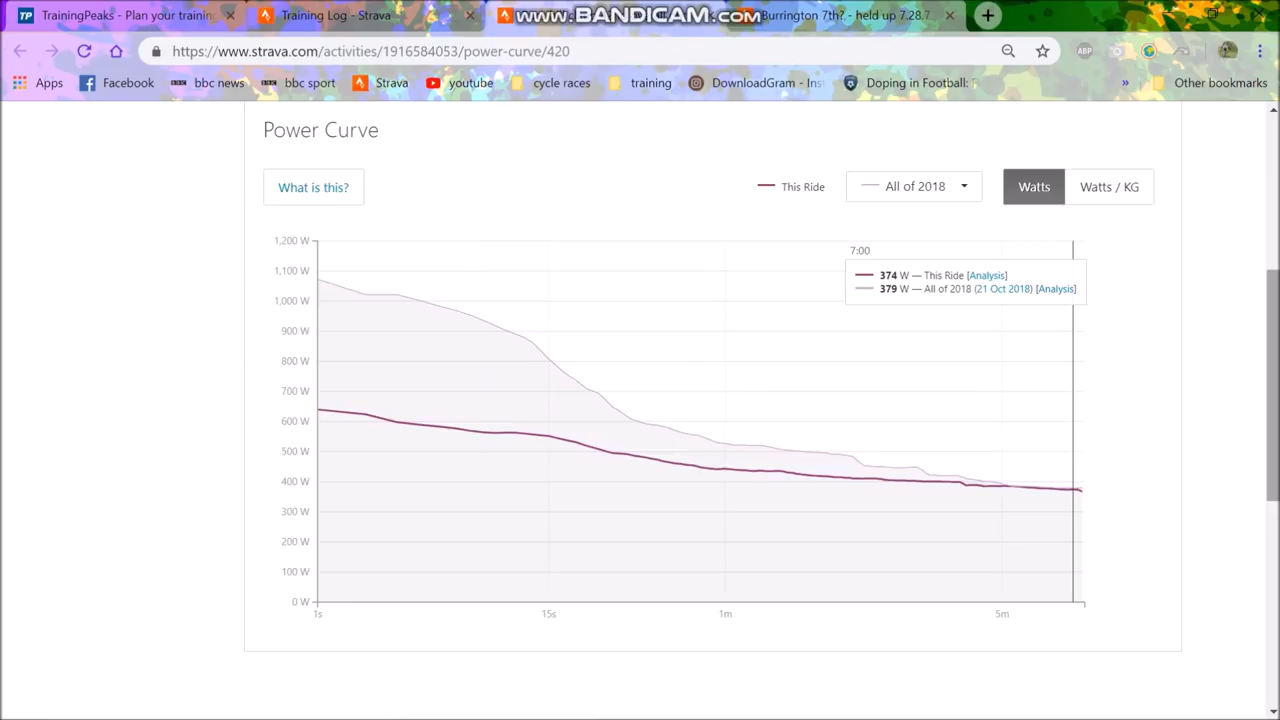 TrainingPeaks - Plan your trainin
Training Log - Strava
www.BANDICAM.com
Burrington 7th? - held up 7.28.7
https://www.strava.com/activities/1916584053/power-curve/420
ABP
Apps
Facebook
bbc news
bbc sport
Strava
youtube
cycle races
training
DownloadGram - Inst
Doping in Football:
»
Other bookmarks
Power Curve
What is this?
This Ride
All of 2018
Watts
Watts / KG
7:00
374 W — This Ride [Analysis]
379 W — All of 2018 (21 Oct 2018) [Analysis]
1,200 W
1,100 W
1,000 W
900 W
800 W
700 W
600 W
500 W
400 W
300 W
200 W
100 W
0 W
1s
15s
1m
5m